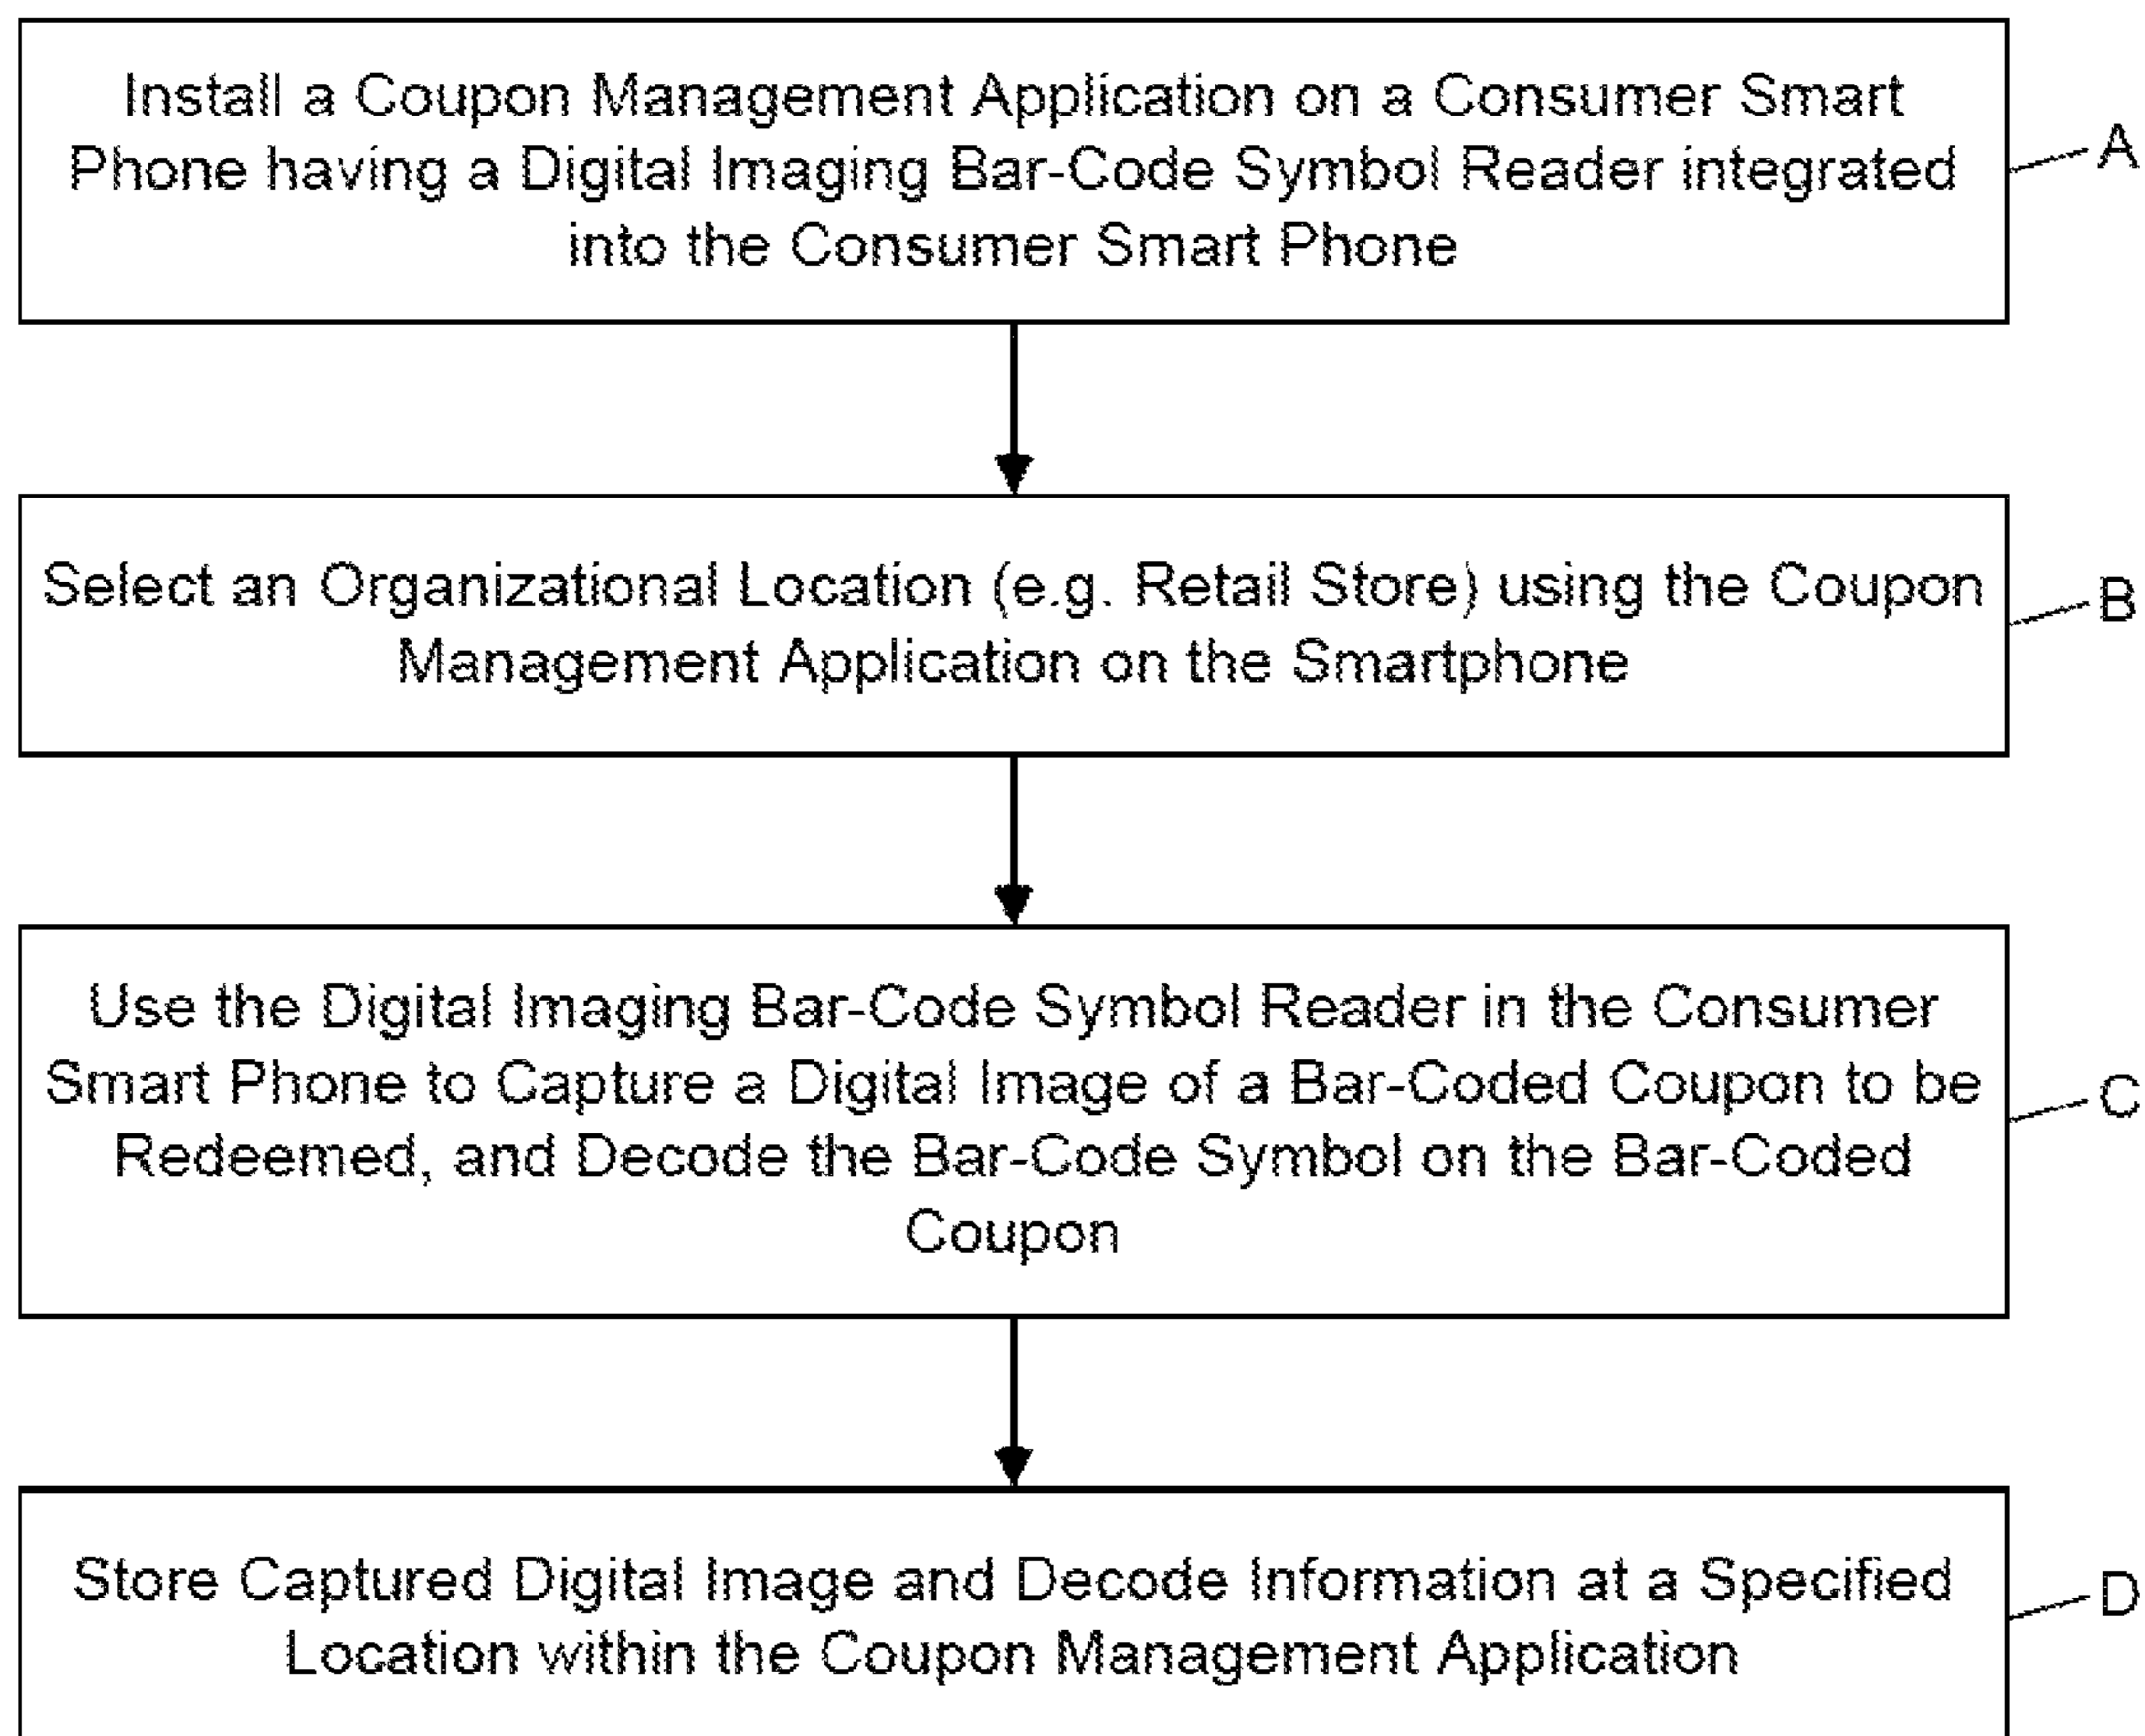 Install a Coupon Management Application on a Consumer Smart
Phone having a Digital Imaging Bar-Code Symbol Reader integrated
into the Consumer Smart Phone
A
Select an Organizational Location (e.g. Retail Store) using the Coupon
Management Application on the Smartphone
B
Use the Digital Imaging Bar-Code Symbol Reader in the Consumer
Smart Phone to Capture a Digital Image of a Bar-Coded Coupon to be
Redeemed, and Decode the Bar-Code Symbol on the Bar-Coded
Coupon
C
Store Captured Digital Image and Decode Information at a Specified
Location within the Coupon Management Application
D